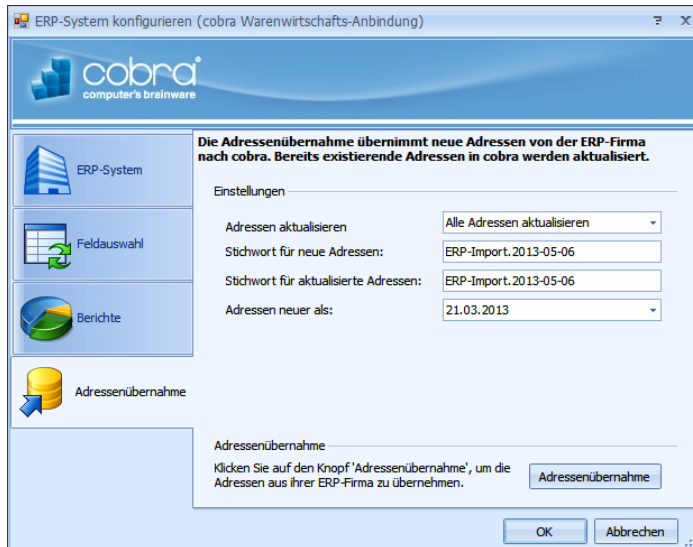 ERP-System konfigurieren (cobra Warenwirtschafts-Anbindung)
cobra
computer's brainware
ERP-System
Feldauswahl
Berichte
Adressenübernahme
Die Adressenübernahme übernimmt neue Adressen von der ERP-Firma
nach cobra. Bereits existierende Adressen in cobra werden aktualisiert.
Einstellungen
Adressen aktualisieren
Alle Adressen aktualisieren
Stichwort für neue Adressen:
ERP-Import.2013-05-06
Stichwort für aktualisierte Adressen:
ERP-Import.2013-05-06
Adressen neuer als:
21.03.2013
Adressenübernahme
Klicken Sie auf den Knopf 'Adressenübernahme', um die
Adressen aus ihrer ERP-Firma zu übernehmen.
Adressenübernahme
OK
Abbrechen